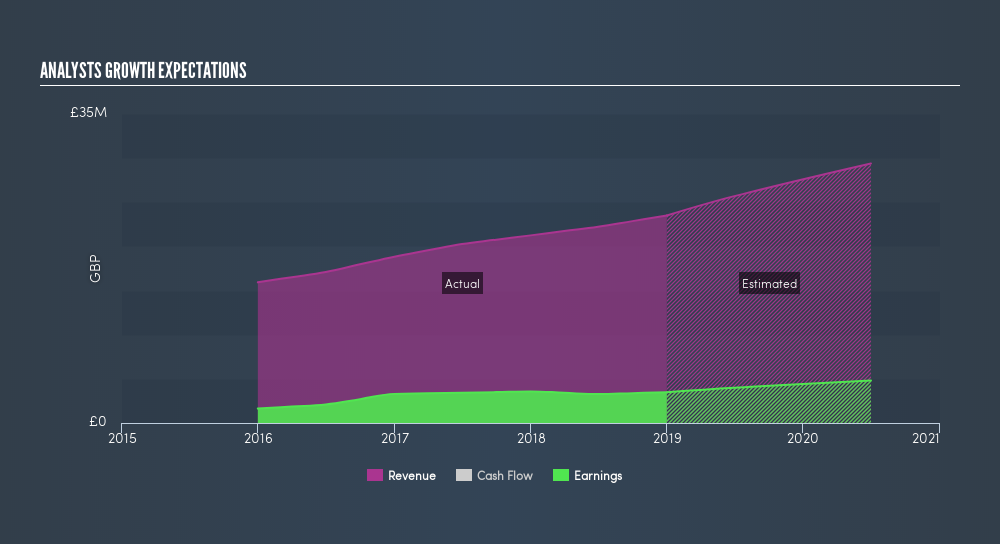 ANALYSTS GROWTH EXPECTATIONS
£35M
GBP
Actual
Estimated
£0
2015 2016 2017 2018 2019 2020 2021
Revenue Cash Flow Earnings